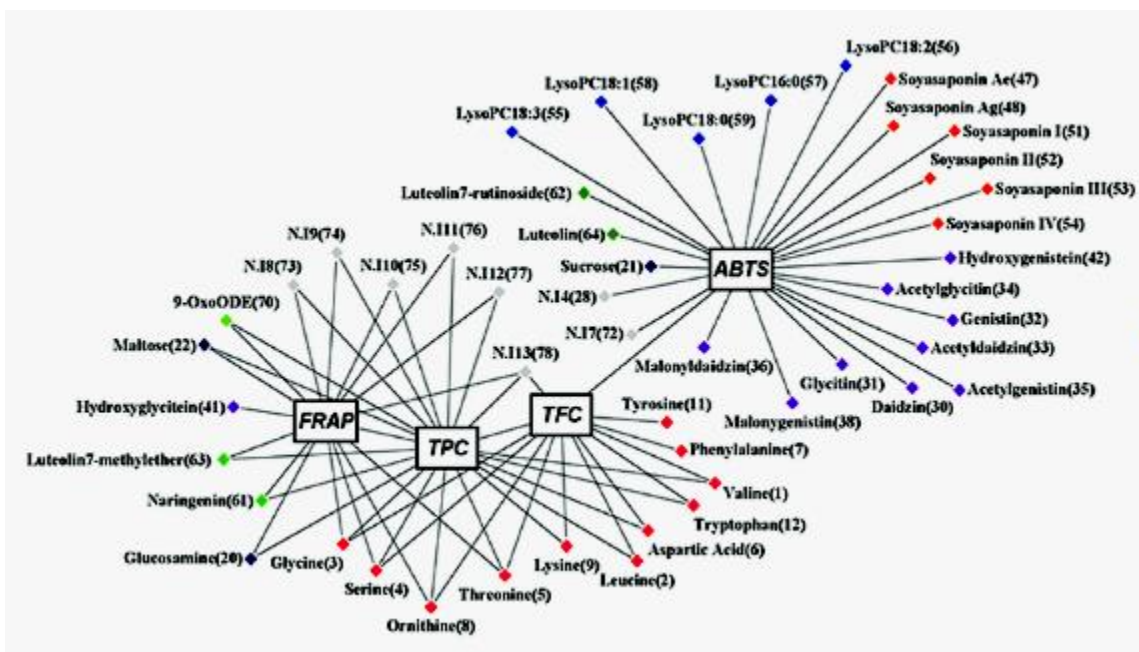 LysoPC18:2(56)
LysoPC18:1(58)
LysoPC16:0(57)
Soyasaponin Ae(47)
LysoPC18:3(55)
LysoPC18:0(59)
Soyasaponin Ag(48)
Soyasaponin I(51)
Soyasaponin II(52)
Luteolin7-rutinoside(62)
Soyasaponin III(53)
Luteolin(64)
Soyasaponin IV(54)
N.I9(74)
N.I11(76)
N.I8(73)
N.I10(75)
N.I12(77)
Sucrose(21)
ABTS
Hydroxygenistein(42)
9-OxoODE(70)
N.I4(28)
Acetylglycitin(34)
Maltose(22)
N.I7(72)
Genistin(32)
N.I13(78)
Malonyldaidzin(36)
Acetyldaidzin(33)
Glycitin(31)
Acetylgenistin(35)
Daidzin(30)
Hydroxyglycitein(41)
FRAP
TPC
TFC
Tyrosine(11)
Malonygenistin(38)
Luteolin7-methylether(63)
Phenylalanine(7)
Naringenin(61)
Valine(1)
Tryptophan(12)
Glucosamine(20)
Glycine(3)
Serine(4)
Ornithine(8)
Threonine(5)
Lysine(9)
Leucine(2)
Aspartic Acid(6)